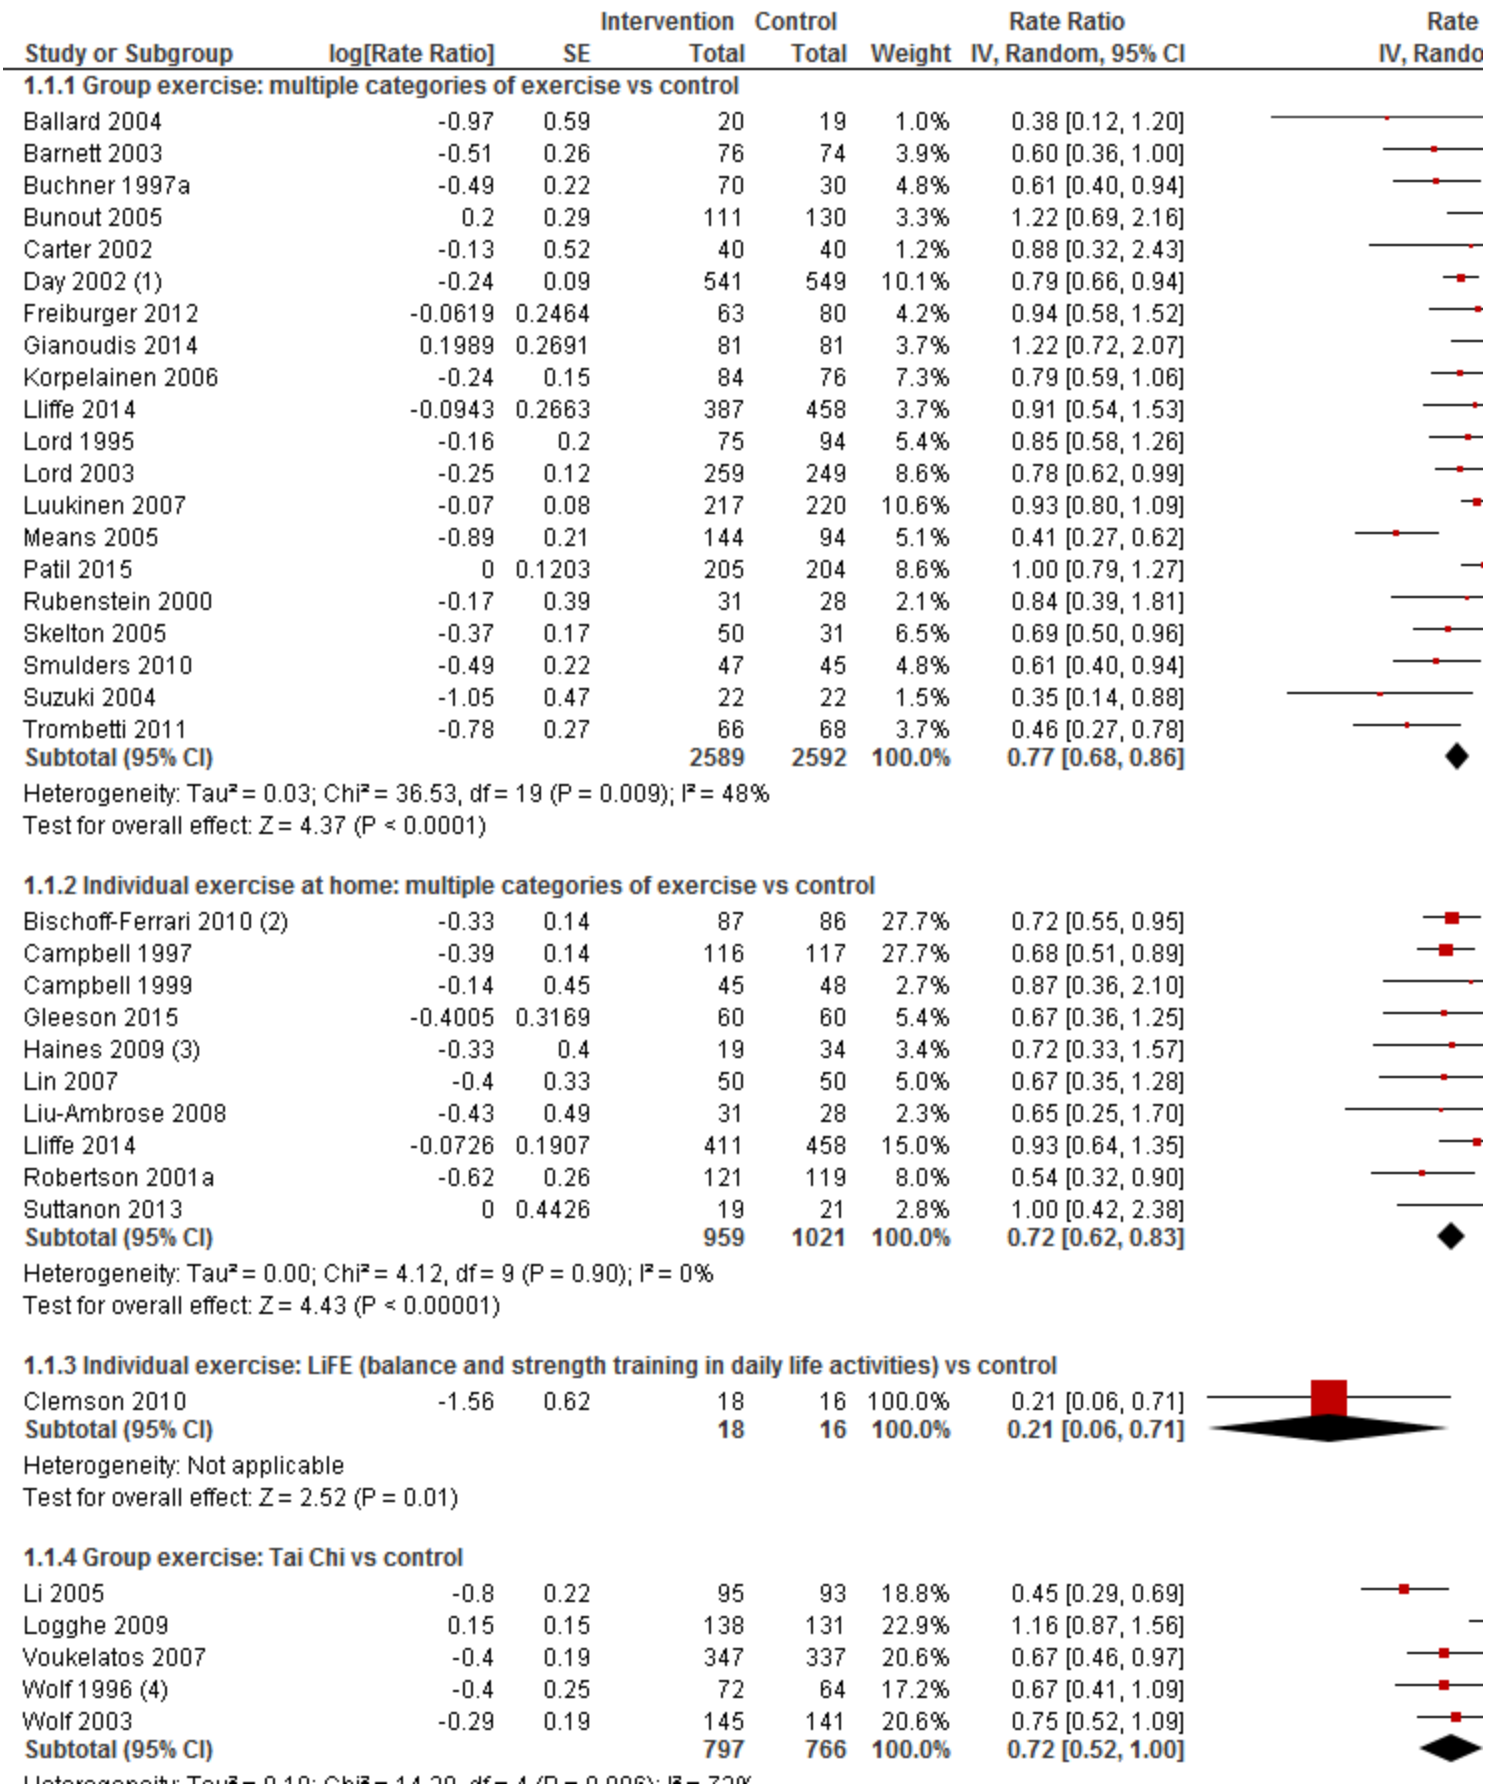 Intervention Control Rate Ratio Rate
Study or Subgroup log[Rate Ratio] SE Total Total Weight IV, Random, 95% CI IV, Rando
1.1.1 Group exercise: multiple categories of exercise vs control
Ballard 2004 -0.97 0.59 20 19 1.0% 0.38 [0.12, 1.20]
Barnett 2003 -0.51 0.26 76 74 3.9% 0.60 [0.36, 1.00]
Buchner 1997a -0.49 0.22 70 30 4.8% 0.61 [0.40, 0.94]
Bunout 2005 0.2 0.29 111 130 3.3% 1.22 [0.69, 2.16]
Carter 2002 -0.13 0.52 40 40 1.2% 0.88 [0.32, 2.43]
Day 2002 (1) -0.24 0.09 541 549 10.1% 0.79 [0.66, 0.94]
Freiburger 2012 -0.0619 0.2464 63 80 4.2% 0.94 [0.58, 1.52]
Gianoudis 2014 0.1989 0.2691 81 81 3.7% 1.22 [0.72, 2.07]
Korpelainen 2006 -0.24 0.15 84 76 7.3% 0.79 [0.59, 1.06]
Lliffe 2014 -0.0943 0.2663 387 458 3.7% 0.91 [0.54, 1.53]
Lord 1995 -0.16 0.2 75 94 5.4% 0.85 [0.58, 1.26]
Lord 2003 -0.25 0.12 259 249 8.6% 0.78 [0.62, 0.99]
Luukinen 2007 -0.07 0.08 217 220 10.6% 0.93 [0.80, 1.09]
Means 2005 -0.89 0.21 144 94 5.1% 0.41 [0.27, 0.62]
Patil 2015 0 0.1203 205 204 8.6% 1.00 [0.79, 1.27]
Rubenstein 2000 -0.17 0.39 31 28 2.1% 0.84 [0.39, 1.81]
Skelton 2005 -0.37 0.17 50 31 6.5% 0.69 [0.50, 0.96]
Smulders 2010 -0.49 0.22 47 45 4.8% 0.61 [0.40, 0.94]
Suzuki 2004 -1.05 0.47 22 22 1.5% 0.35 [0.14, 0.88]
Trombetti 2011 -0.78 0.27 66 68 3.7% 0.46 [0.27, 0.78]
Subtotal (95% CI) 2589 2592 100.0% 0.77 [0.68, 0.86]
Heterogeneity: Tau² = 0.03; Chi² = 36.53, df = 19 (P = 0.009); I² = 48%
Test for overall effect: Z = 4.37 (P < 0.0001)
1.1.2 Individual exercise at home: multiple categories of exercise vs control
Bischoff-Ferrari 2010 (2) -0.33 0.14 87 86 27.7% 0.72 [0.55, 0.95]
Campbell 1997 -0.39 0.14 116 117 27.7% 0.68 [0.51, 0.89]
Campbell 1999 -0.14 0.45 45 48 2.7% 0.87 [0.36, 2.10]
Gleeson 2015 -0.4005 0.3169 60 60 5.4% 0.67 [0.36, 1.25]
Haines 2009 (3) -0.33 0.4 19 34 3.4% 0.72 [0.33, 1.57]
Lin 2007 -0.4 0.33 50 50 5.0% 0.67 [0.35, 1.28]
Liu-Ambrose 2008 -0.43 0.49 31 28 2.3% 0.65 [0.25, 1.70]
Lliffe 2014 -0.0726 0.1907 411 458 15.0% 0.93 [0.64, 1.35]
Robertson 2001a -0.62 0.26 121 119 8.0% 0.54 [0.32, 0.90]
Suttanon 2013 0 0.4426 19 21 2.8% 1.00 [0.42, 2.38]
Subtotal (95% CI) 959 1021 100.0% 0.72 [0.62, 0.83]
Heterogeneity: Tau² = 0.00; Chi² = 4.12, df = 9 (P = 0.90); I² = 0%
Test for overall effect: Z = 4.43 (P < 0.00001)
1.1.3 Individual exercise: LiFE (balance and strength training in daily life activities) vs control
Clemson 2010 -1.56 0.62 18 16 100.0% 0.21 [0.06, 0.71]
Subtotal (95% CI) 18 16 100.0% 0.21 [0.06, 0.71]
Heterogeneity: Not applicable
Test for overall effect: Z = 2.52 (P = 0.01)
1.1.4 Group exercise: Tai Chi vs control
Li 2005 -0.8 0.22 95 93 18.8% 0.45 [0.29, 0.69]
Logghe 2009 0.15 0.15 138 131 22.9% 1.16 [0.87, 1.56]
Voukelatos 2007 -0.4 0.19 347 337 20.6% 0.67 [0.46, 0.97]
Wolf 1996 (4) -0.4 0.25 72 64 17.2% 0.67 [0.41, 1.09]
Wolf 2003 -0.29 0.19 145 141 20.6% 0.75 [0.52, 1.09]
Subtotal (95% CI) 797 766 100.0% 0.72 [0.52, 1.00]